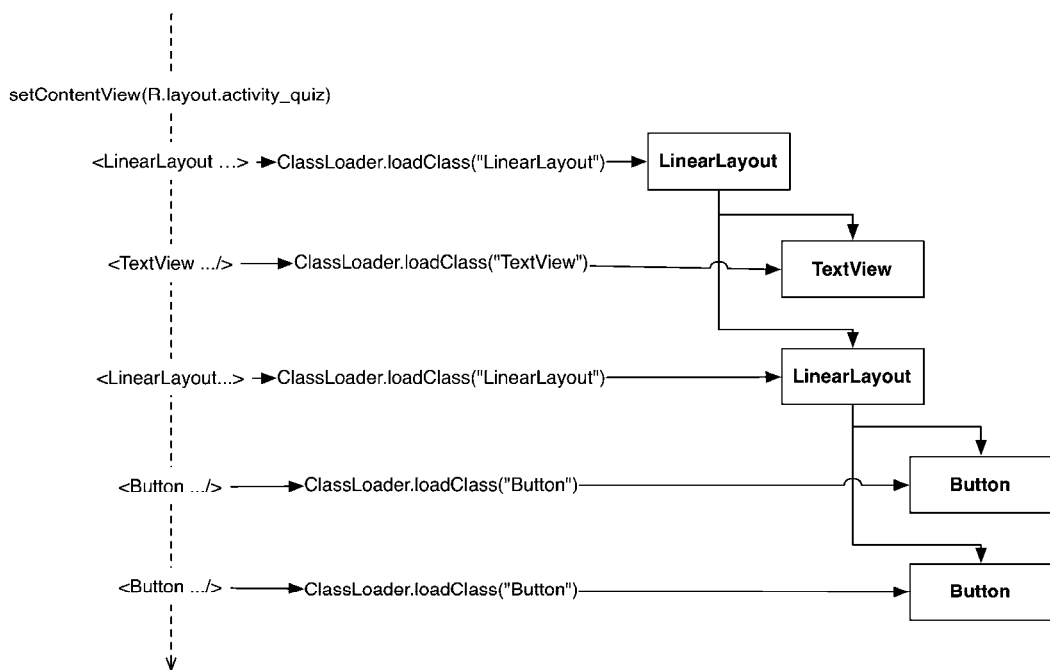 setContentView(R.layout.activity_quiz)
<LinearLayout ...> ClassLoader.loadClass("LinearLayout") LinearLayout
<TextView .../> ClassLoader.loadClass("TextView") TextView
<LinearLayout...> ClassLoader.loadClass("LinearLayout") LinearLayout
<Button .../> ClassLoader.loadClass("Button") Button
<Button .../> ClassLoader.loadClass("Button") Button